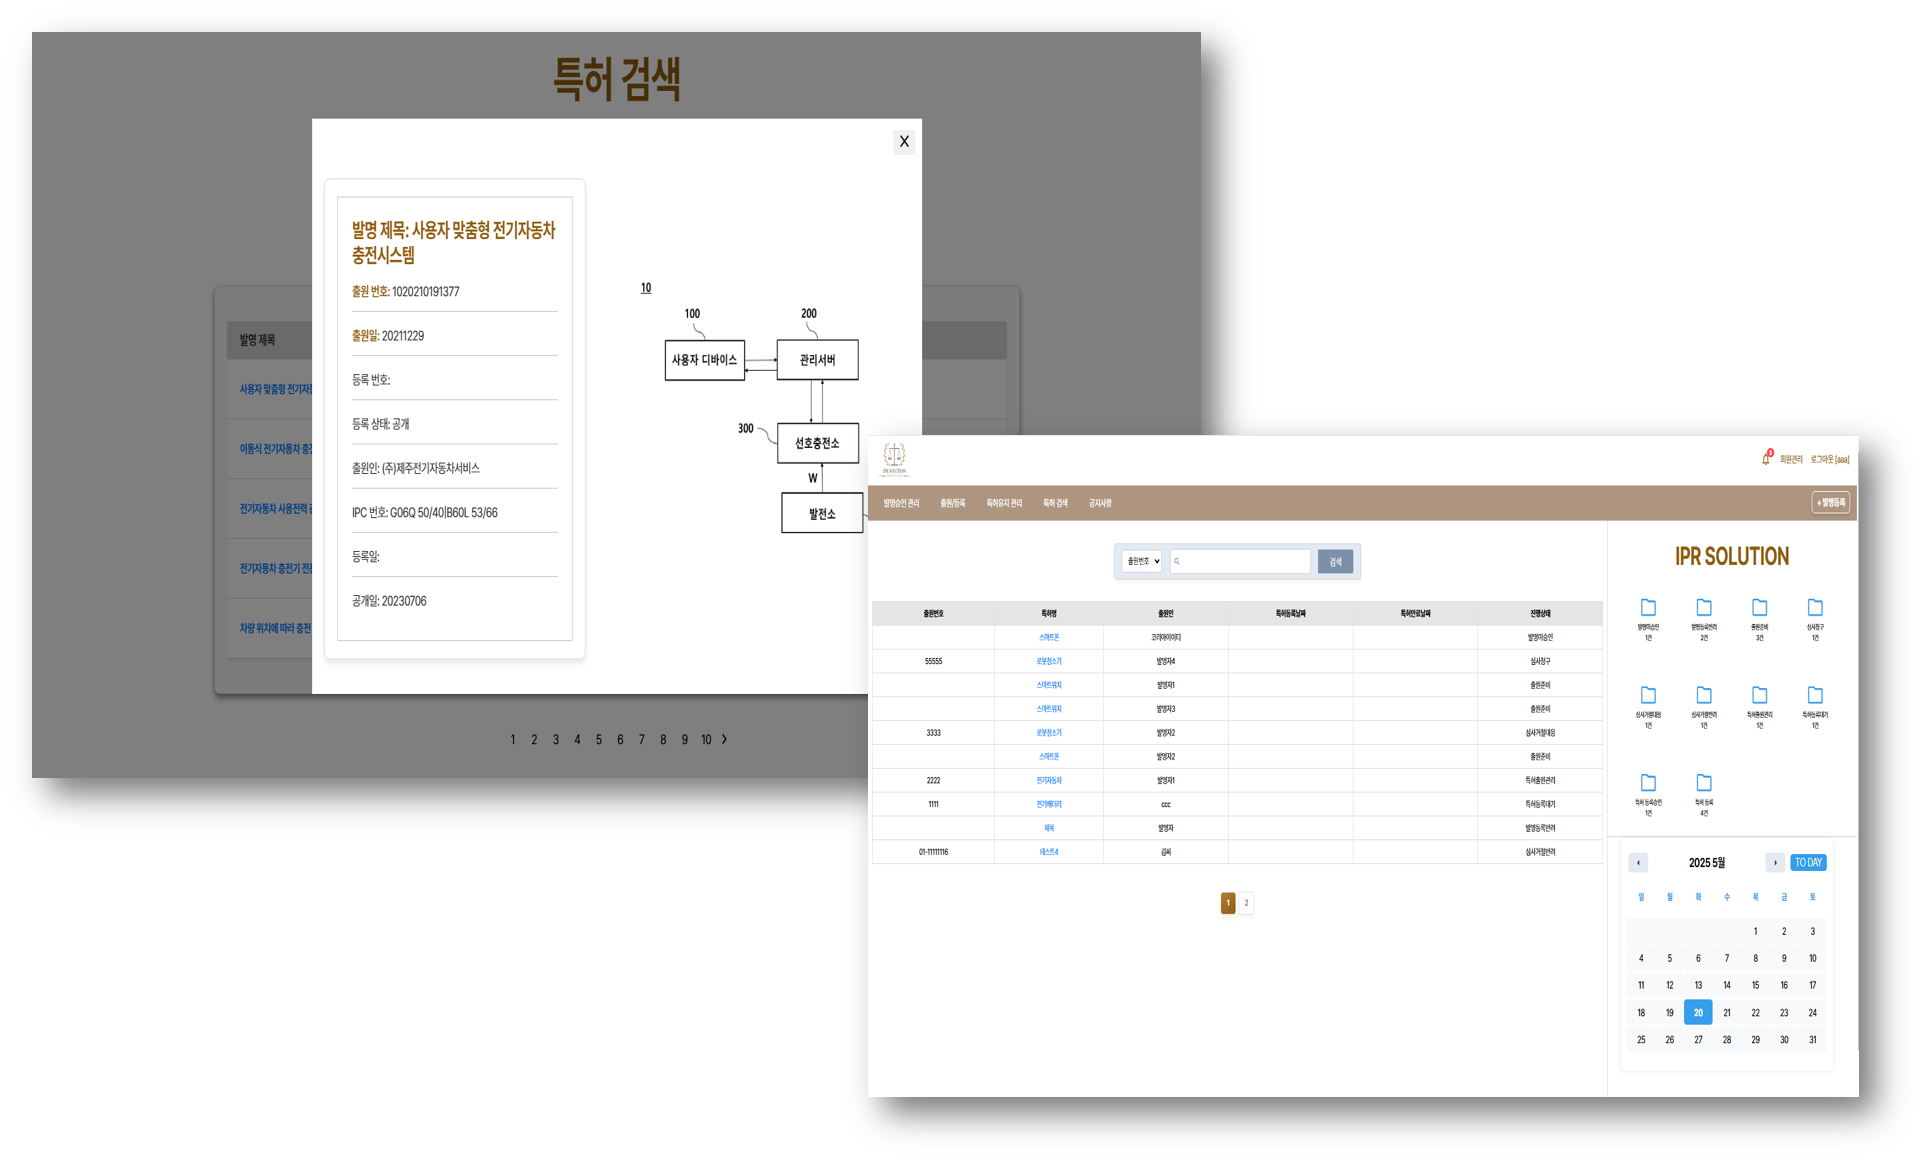 특허 검색
X
발명 제목: 사용자 맞춤형 전기자동차
충전시스템
출원 번호: 1020210191377
출원일: 20211229
등록 번호:
등록 상태: 공개
출원인: (주)제주전기자동차서비스
IPC 번호: G06Q 50/40|B60L 53/66
등록일:
공개일: 20230706
10
100
200
사용자 디바이스
관리서버
300
선호충전소
W
발전소
발명 제목
사용자 맞춤형 전기자동
이동식 전기자동차 충전
전기자동차 사용전력
전기자동차 충전기 전원
차량 위치에 따라 충전
1 2 3 4 5 6 7 8 9 10 >
IPR SOLUTION
3
회원관리 로그아웃 [aaa]
발명승인 관리 출원/등록 특허유지 관리 특허 검색 공지사항
+ 발명등록
출원번호
검색
출원번호 특허명 출원인 특허등록날짜 특허만료날짜 진행상태
스마트폰 코리아아이티 발명미승인
55555 로봇청소기 발명자4 심사청구
스마트워치 발명자1 출원준비
스마트워치 발명자3 출원준비
3333 로봇청소기 발명자2 심사거절대응
스마트폰 발명자2 출원준비
2222 전기자동차 발명자1 특허출원관리
1111 전기배터리 ccc 특허등록대기
제목 발명자 발명등록반려
01-11111116 테스트4 김씨 심사거절반려
1 2
IPR SOLUTION
발명미승인 발명등록반려 출원준비 심사청구
1건 2건 3건 1건
심사거절대응 심사거절반려 특허출원관리 특허등록대기
1건 1건 1건 1건
특허 등록승인 특허 등록
1건 4건
2025 5월
TO DAY
일 월 화 수 목 금 토
1 2 3
4 5 6 7 8 9 10
11 12 13 14 15 16 17
18 19 20 21 22 23 24
25 26 27 28 29 30 31